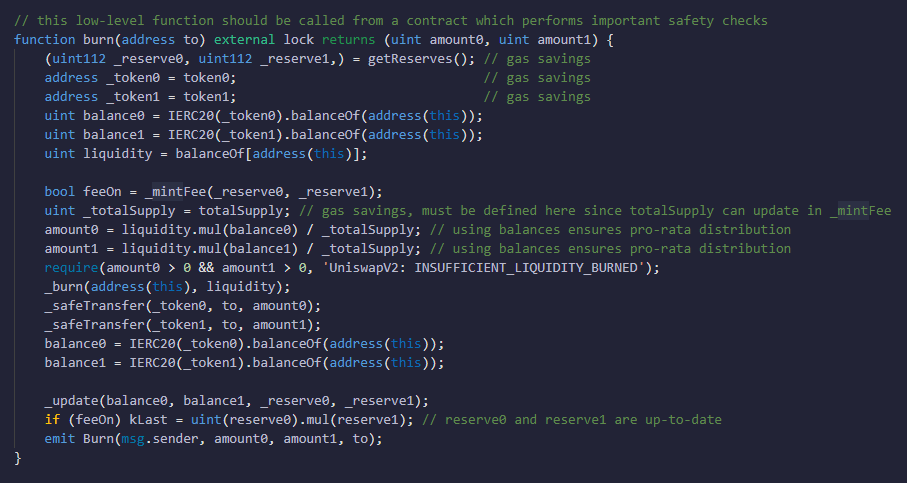 // this low-level function should be called from a contract which performs important safety checks
function burn(address to) external lock returns (uint amount0, uint amount1) {
    (uint112 _reserve0, uint112 _reserve1,) = getReserves(); // gas savings
    address _token0 = token0;                                // gas savings
    address _token1 = token1;                                // gas savings
    uint balance0 = IERC20(_token0).balanceOf(address(this));
    uint balance1 = IERC20(_token1).balanceOf(address(this));
    uint liquidity = balanceOf[address(this)];

    bool feeOn = _mintFee(_reserve0, _reserve1);
    uint _totalSupply = totalSupply; // gas savings, must be defined here since totalSupply can update in _mintFee
    amount0 = liquidity.mul(balance0) / _totalSupply; // using balances ensures pro-rata distribution
    amount1 = liquidity.mul(balance1) / _totalSupply; // using balances ensures pro-rata distribution
    require(amount0 > 0 && amount1 > 0, 'UniswapV2: INSUFFICIENT_LIQUIDITY_BURNED');
    _burn(address(this), liquidity);
    _safeTransfer(_token0, to, amount0);
    _safeTransfer(_token1, to, amount1);
    balance0 = IERC20(_token0).balanceOf(address(this));
    balance1 = IERC20(_token1).balanceOf(address(this));

    _update(balance0, balance1, _reserve0, _reserve1);
    if (feeOn) kLast = uint(reserve0).mul(reserve1); // reserve0 and reserve1 are up-to-date
    emit Burn(msg.sender, amount0, amount1, to);
}